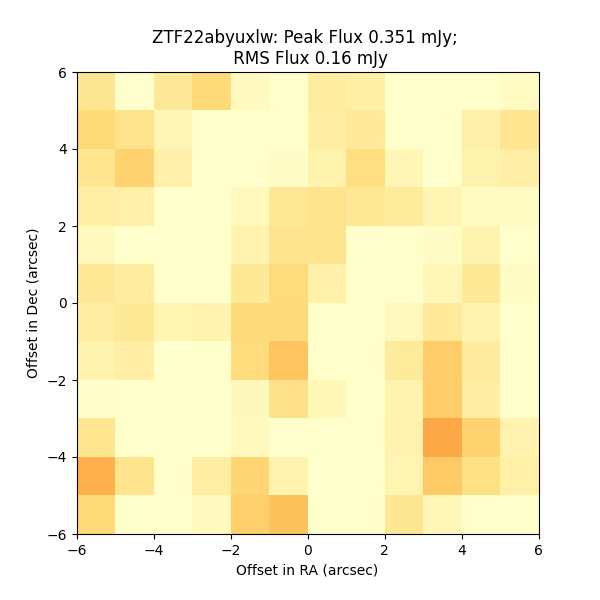 ZTF22abyuxlw: Peak Flux 0.351 mJy;
RMS Flux 0.16 mJy
6
4
2
0
−2
−4
−6
Offset in Dec (arcsec)
−6 −4 −2 0 2 4 6
Offset in RA (arcsec)